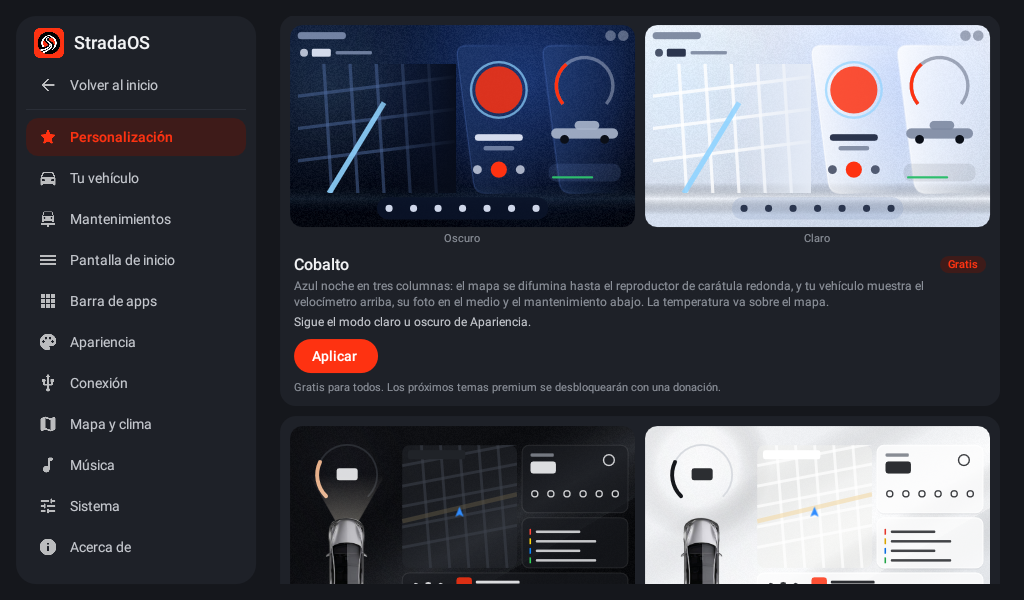 StradaOS
Volver al inicio
Personalización
Tu vehículo
Mantenimientos
Pantalla de inicio
Barra de apps
Apariencia
Conexión
Mapa y clima
Música
Sistema
Acerca de
Oscuro
Claro
Cobalto
Gratis
Azul noche en tres columnas: el mapa se difumina hasta el reproductor de carátula redonda, y tu vehículo muestra el
velocímetro arriba, su foto en el medio y el mantenimiento abajo. La temperatura va sobre el mapa.
Sigue el modo claro u oscuro de Apariencia.
Aplicar
Gratis para todos. Los próximos temas premium se desbloquearán con una donación.